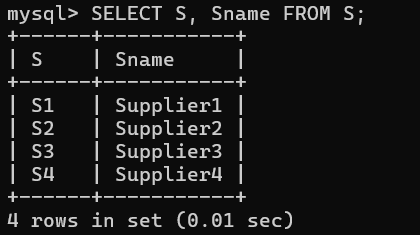 mysql> SELECT S, Sname FROM S;
+------+-----------+
| S    | Sname     |
+------+-----------+
| S1   | Supplier1 |
| S2   | Supplier2 |
| S3   | Supplier3 |
| S4   | Supplier4 |
+------+-----------+
4 rows in set (0.01 sec)